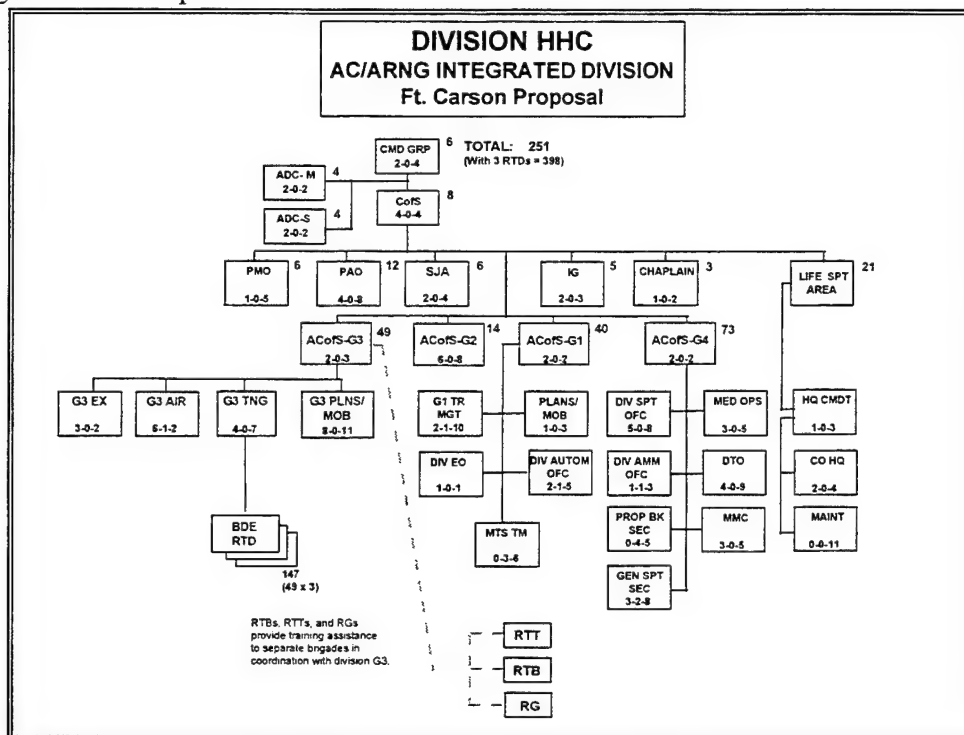 DIVISION HHC
AC/ARNG INTEGRATED DIVISION
Ft. Carson Proposal
CMD GRP
2-0-4
6
TOTAL: 251
(With 3 RTDs = 398)
ADC- M
2-0-2
4
CofS
4-0-4
8
ADC-S
2-0-2
4
PMO
1-0-5
6
PAO
4-0-8
12
SJA
2-0-4
6
IG
2-0-3
5
CHAPLAIN
1-0-2
3
LIFE SPT
AREA
21
ACofS-G3
2-0-3
49
ACofS-G2
6-0-8
14
ACofS-G1
2-0-2
40
ACofS-G4
2-0-2
73
G3 EX
3-0-2
G3 AIR
6-1-2
G3 TNG
4-0-7
G3 PLNS/
MOB
8-0-11
G1 TR
MGT
2-1-10
PLANS/
MOB
1-0-3
DIV SPT
OFC
5-0-8
MED OPS
3-0-5
HQ CMDT
1-0-3
DIV EO
1-0-1
DIV AUTOM
OFC
2-1-5
DIV AMM
OFC
1-1-3
DTO
4-0-9
CO HQ
2-0-4
BDE
RTD
147
(49 x 3)
MTS TM
0-3-6
PROP BK
SEC
0-4-5
MMC
3-0-5
MAINT
0-0-11
GEN SPT
SEC
3-2-8
RTBs, RTTs, and RGs
provide training assistance
to separate brigades in
coordination with division G3.
RTT
RTB
RG